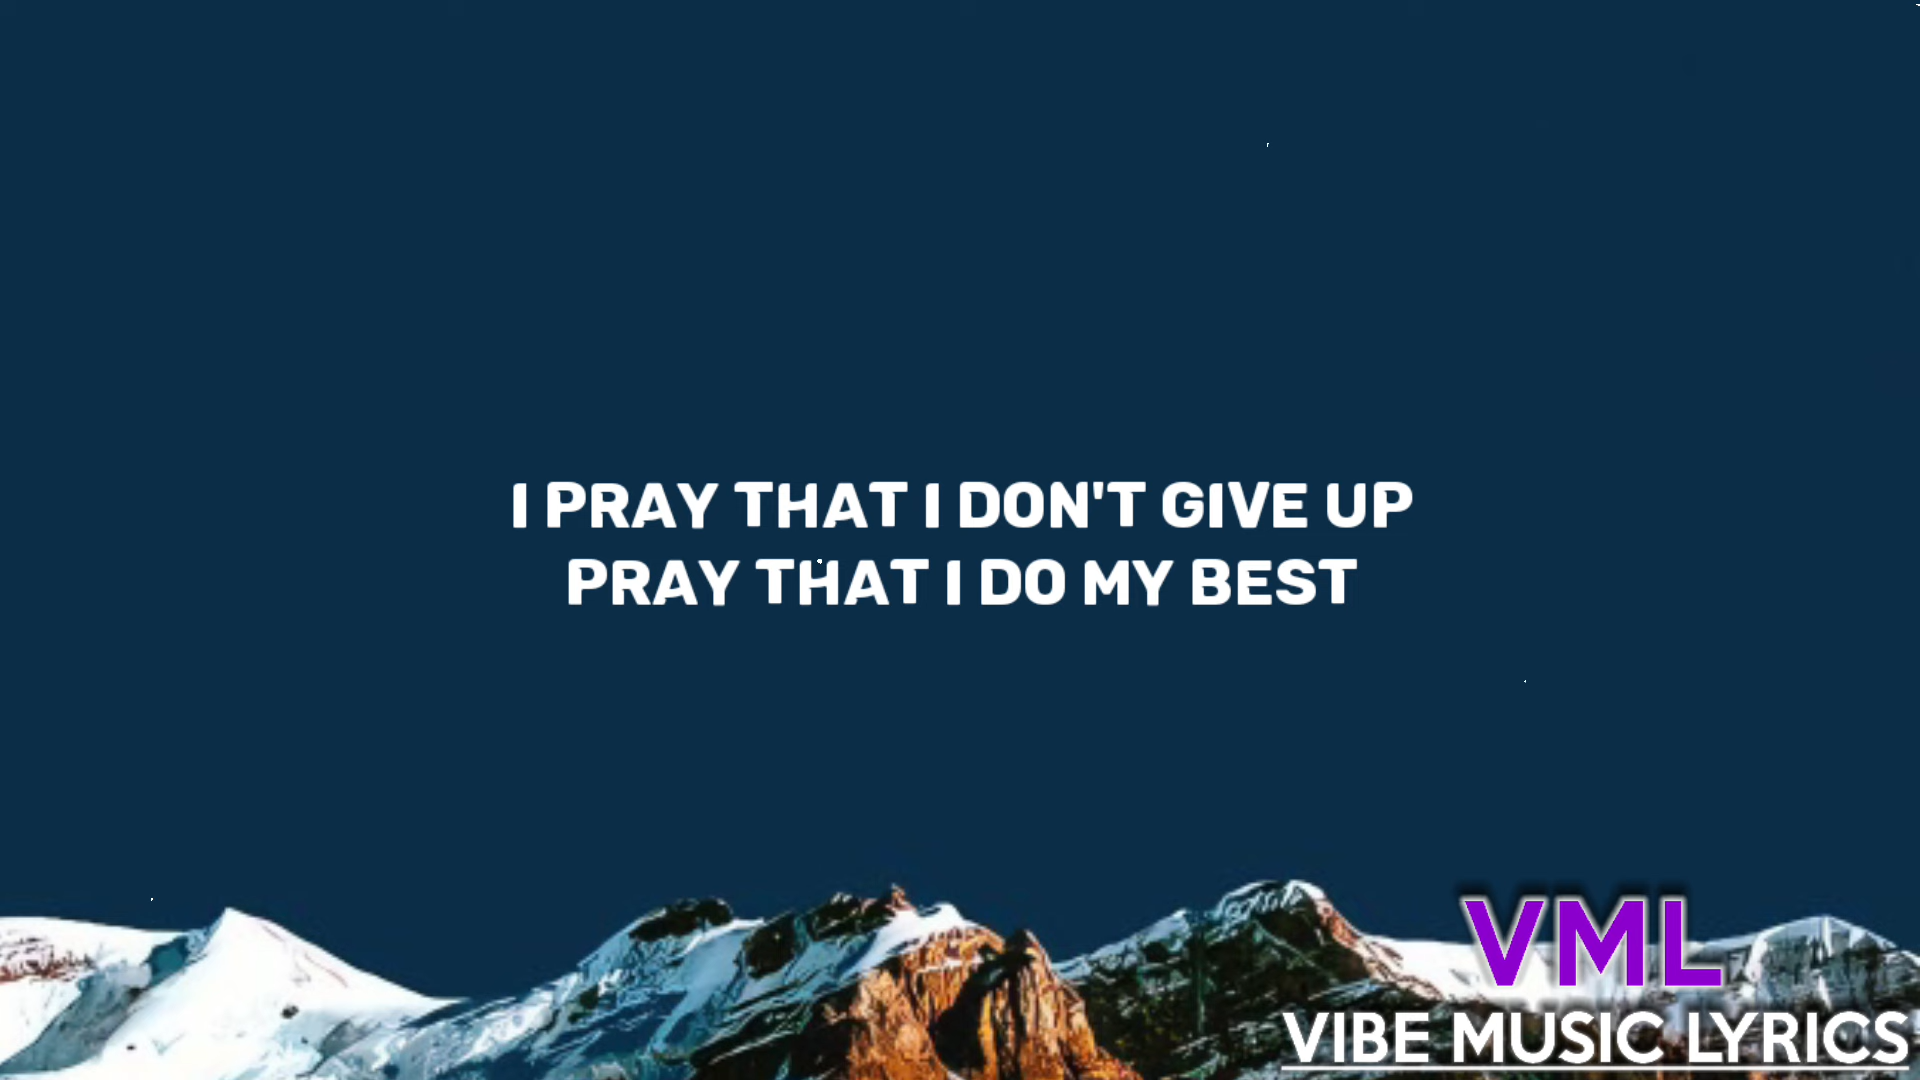 I PRAY THAT I DON'T GIVE UP
PRAY THAT I DO MY BEST
VML
VIBE MUSIC LYRICS